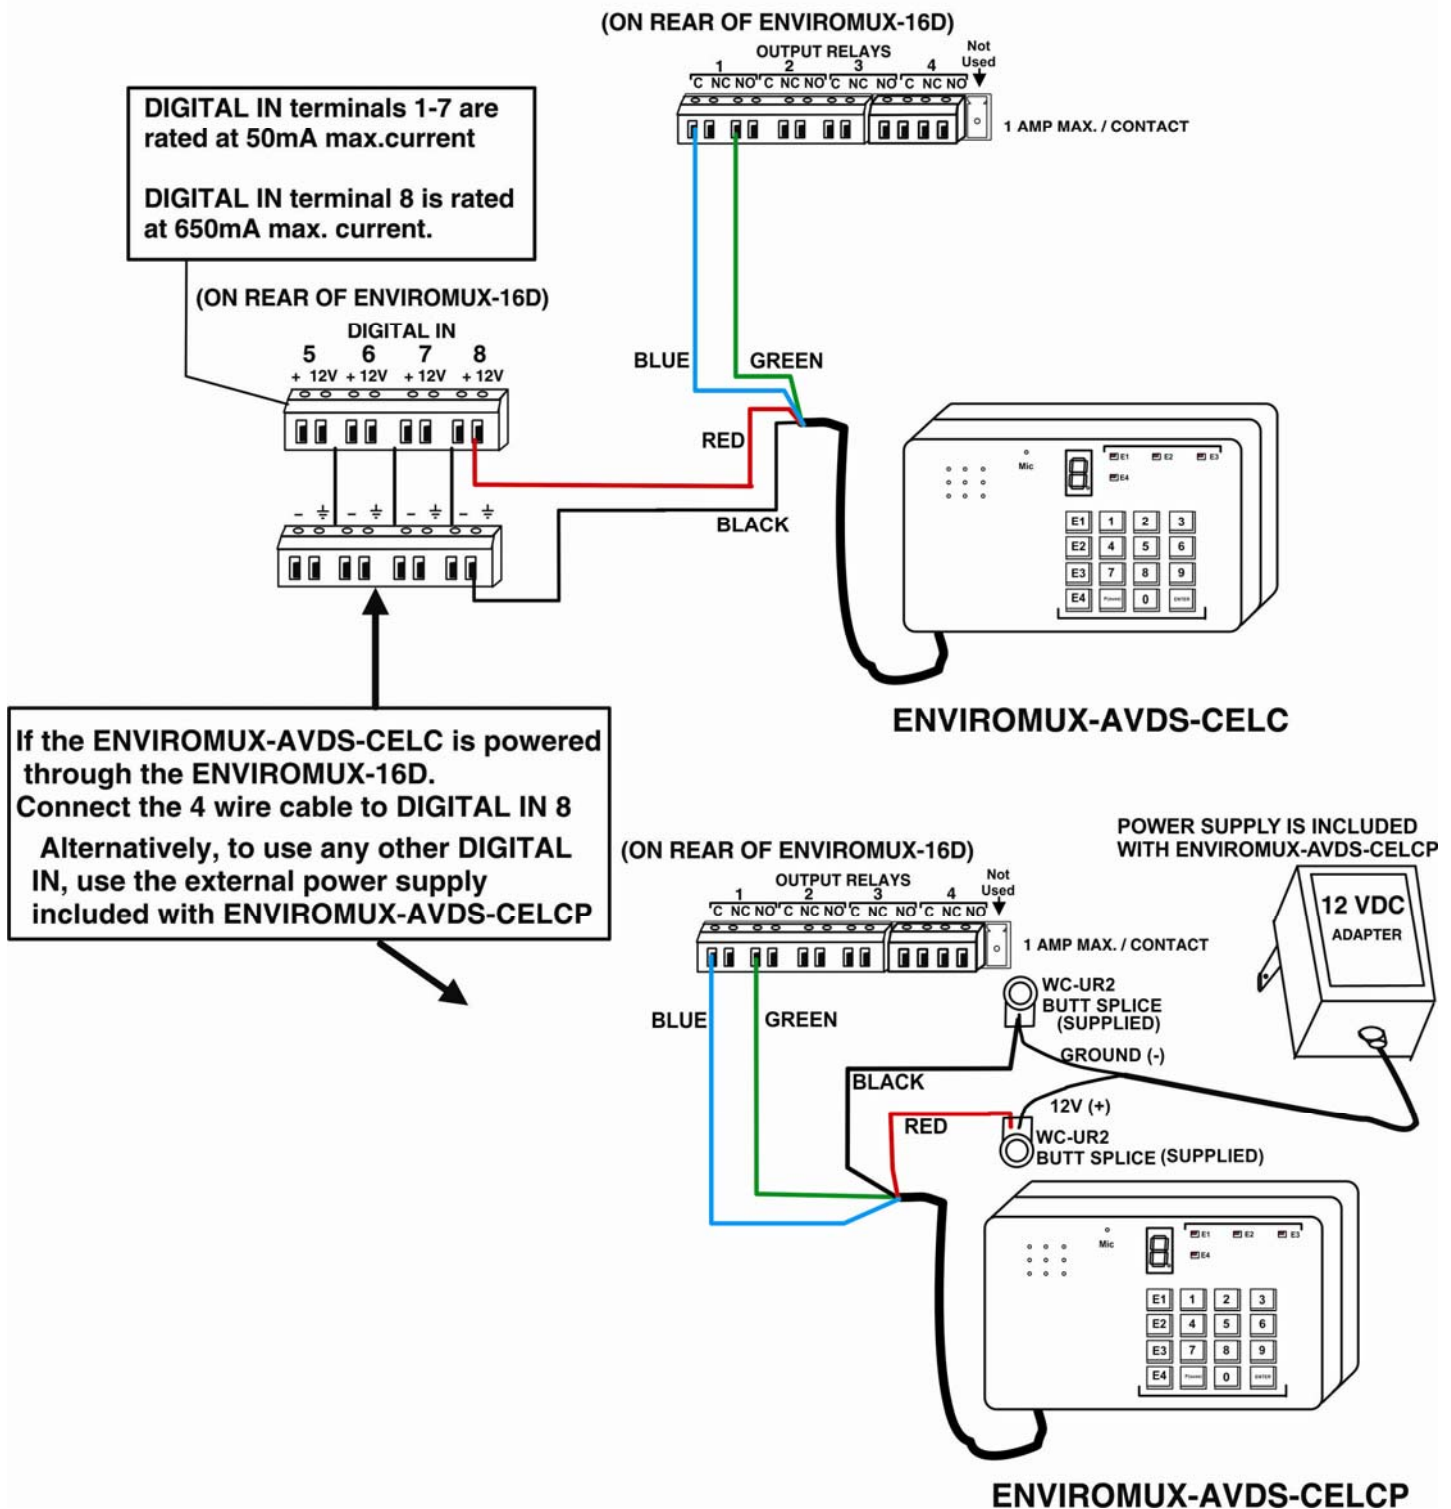 (ON REAR OF ENVIROMUX-16D)
OUTPUT RELAYS
Not
Used
1 2 3 4
C NC NO C NC NO C NC NO C NC NO
1 AMP MAX. / CONTACT
DIGITAL IN terminals 1-7 are
rated at 50mA max.current
DIGITAL IN terminal 8 is rated
at 650mA max. current.
(ON REAR OF ENVIROMUX-16D)
DIGITAL IN
5 6 7 8
+ 12V + 12V + 12V + 12V
- ⏚ - ⏚ - ⏚ - ⏚
BLUE
GREEN
RED
BLACK
Mic
8
E1 E2 E3
E4
E1 1 2 3
E2 4 5 6
E3 7 8 9
E4 0 ENTER
ENVIROMUX-AVDS-CELC
If the ENVIROMUX-AVDS-CELC is powered
through the ENVIROMUX-16D.
Connect the 4 wire cable to DIGITAL IN 8
Alternatively, to use any other DIGITAL
IN, use the external power supply
included with ENVIROMUX-AVDS-CELCP
POWER SUPPLY IS INCLUDED
WITH ENVIROMUX-AVDS-CELCP
12 VDC
ADAPTER
(ON REAR OF ENVIROMUX-16D)
OUTPUT RELAYS
Not
Used
1 2 3 4
C NC NO C NC NO C NC NO C NC NO
1 AMP MAX. / CONTACT
WC-UR2
BUTT SPLICE
(SUPPLIED)
BLUE
GREEN
GROUND (-)
BLACK
12V (+)
RED
WC-UR2
BUTT SPLICE (SUPPLIED)
Mic
8
E1 E2 E3
E4
E1 1 2 3
E2 4 5 6
E3 7 8 9
E4 0 ENTER
ENVIROMUX-AVDS-CELCP